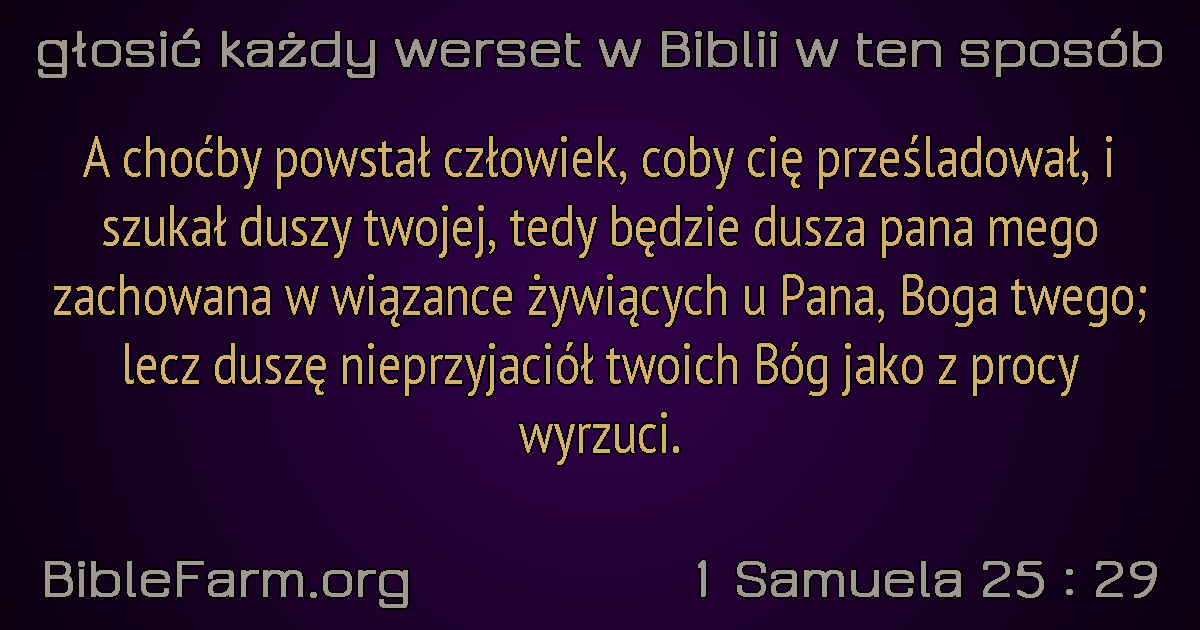 głosić każdy werset w Biblii w ten sposób
A choćby powstał człowiek, coby cię prześladował, i
szukał duszy twojej, tedy będzie dusza pana mego
zachowana w wiązance żywiących u Pana, Boga twego;
lecz duszę nieprzyjaciół twoich Bóg jako z procy
wyrzuci.
BibleFarm.org
1 Samuela 25 : 29